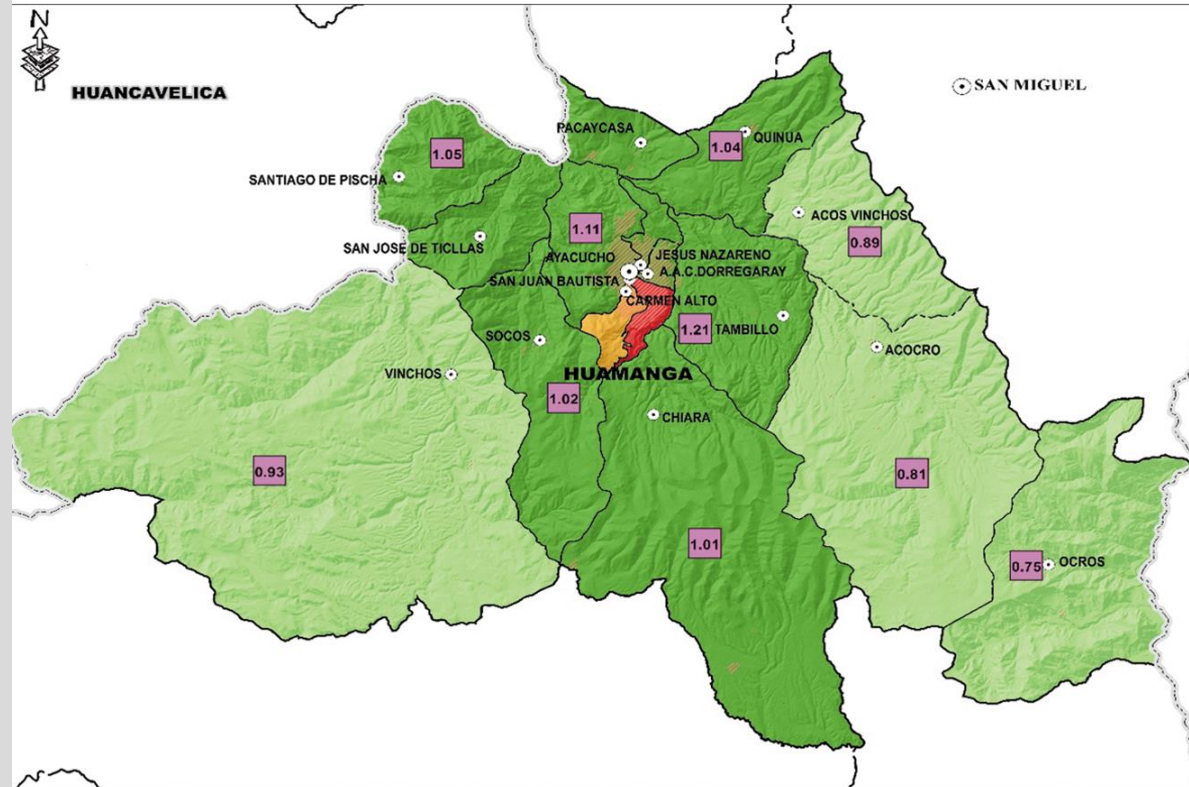 N
HUANCAVELICA
SAN MIGUEL
PACAYCASA
QUINUA
1.04
1.05
SANTIAGO DE PISCHA
ACOS VINCHOS
0.89
1.11
SAN JOSE DE TICLLAS
AYACUCHO
JESUS NAZARENO
A.A.C.DORREGARAY
SAN JUAN BAUTISTA
CARMEN ALTO
1.21
TAMBILLO
SOCOS
ACOCRO
VINCHOS
HUAMANGA
1.02
CHIARA
0.93
0.81
1.01
0.75
OCROS